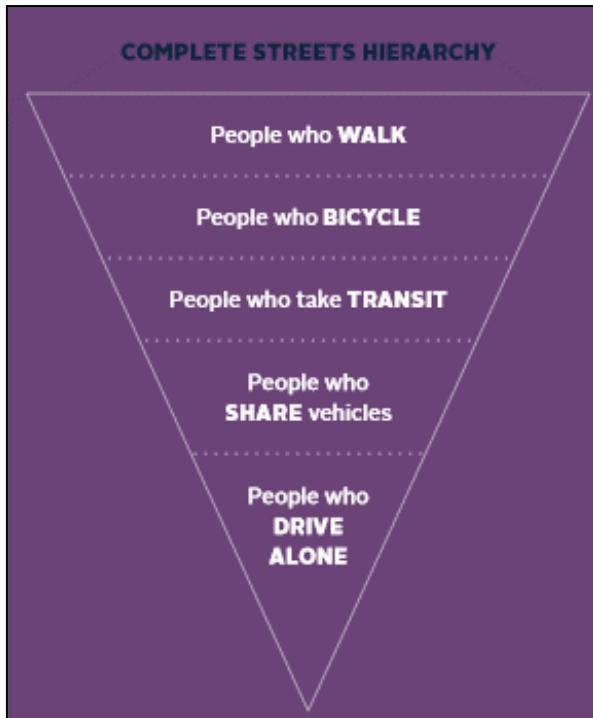 COMPLETE STREETS HIERARCHY
People who WALK
People who BICYCLE
People who take TRANSIT
People who
SHARE vehicles
People who
DRIVE
ALONE